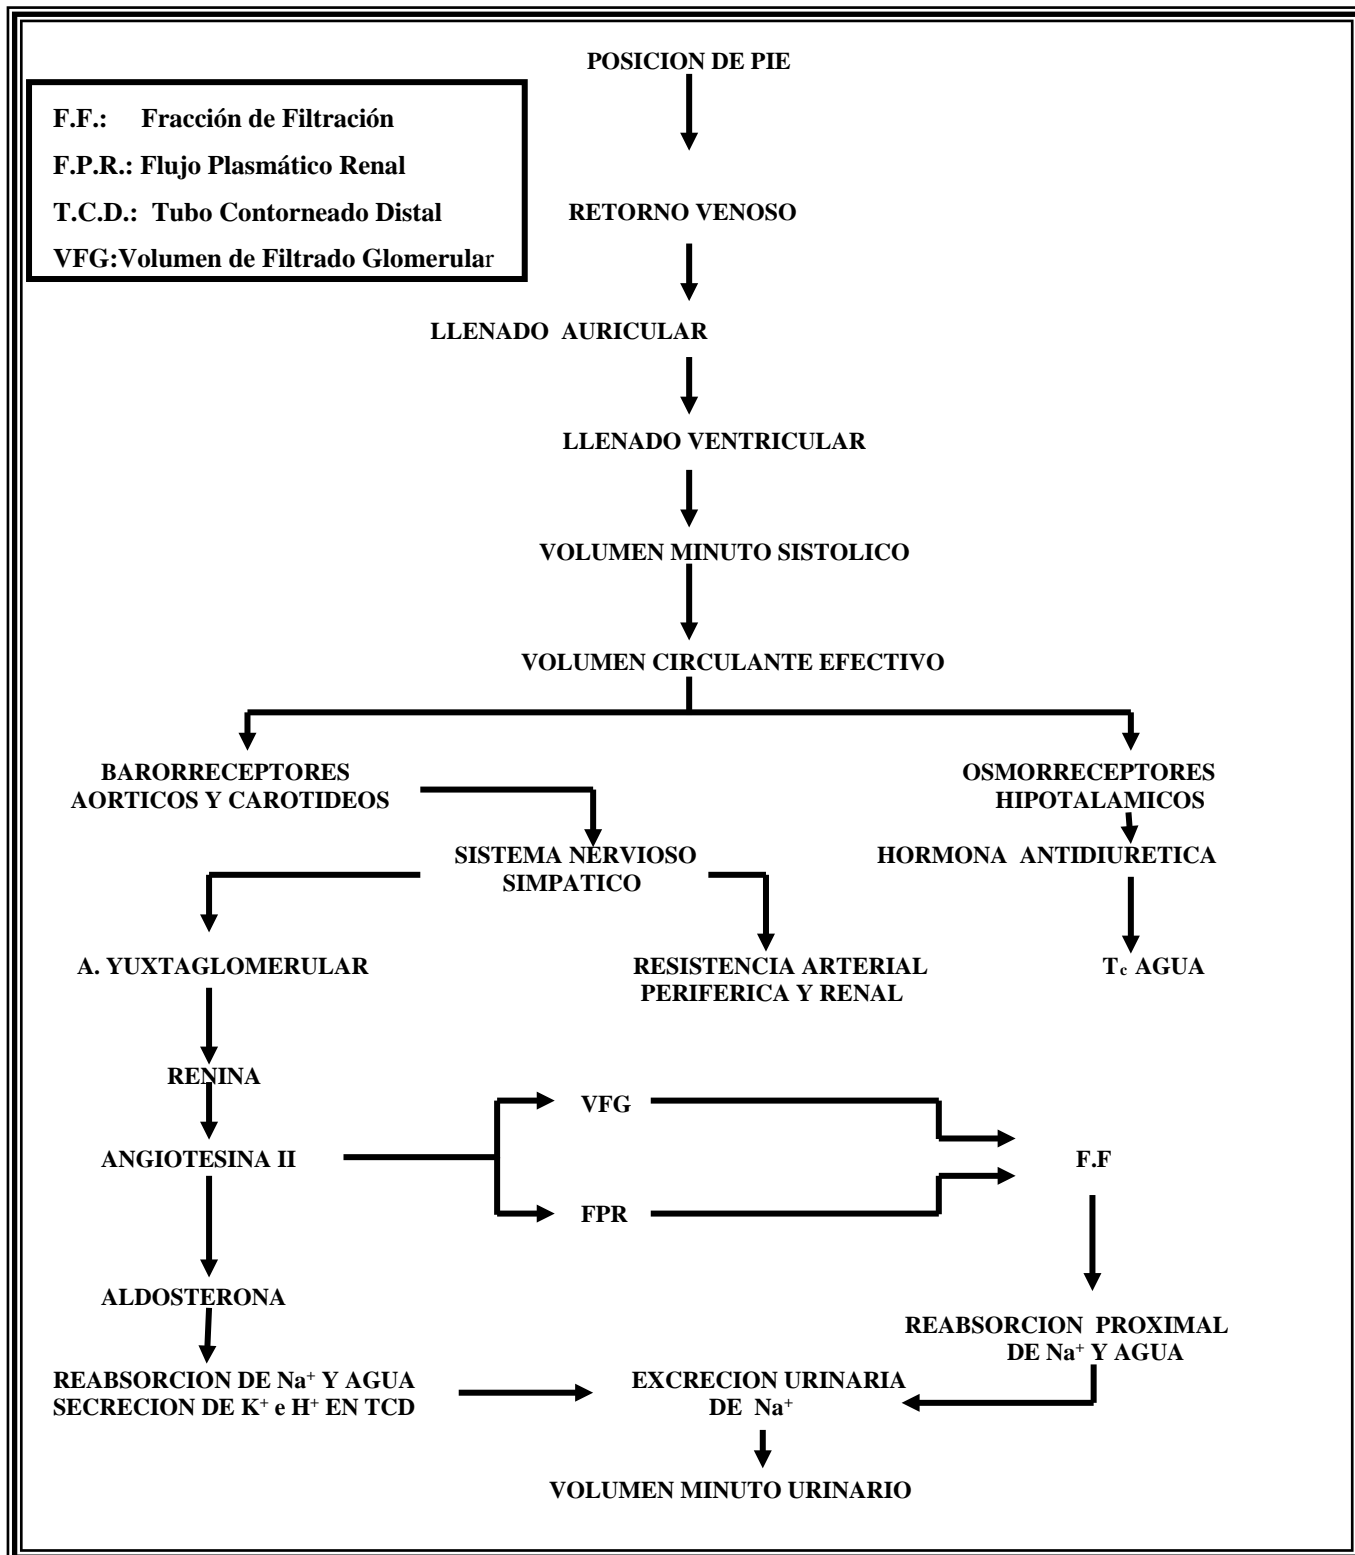 POSICION DE PIE
F.F.: Fracción de Filtración
F.P.R.: Flujo Plasmático Renal
T.C.D.: Tubo Contorneado Distal
VFG:Volumen de Filtrado Glomerular
RETORNO VENOSO
LLENADO AURICULAR
LLENADO VENTRICULAR
VOLUMEN MINUTO SISTOLICO
VOLUMEN CIRCULANTE EFECTIVO
BARORRECEPTORES
AORTICOS Y CAROTIDEOS
OSMORRECEPTORES
HIPOTALAMICOS
SISTEMA NERVIOSO
SIMPATICO
HORMONA ANTIDIURETICA
A. YUXTAGLOMERULAR
RESISTENCIA ARTERIAL
PERIFERICA Y RENAL
Tc AGUA
RENINA
VFG
ANGIOTESINA II
F.F
FPR
ALDOSTERONA
REABSORCION PROXIMAL
DE Na⁺ Y AGUA
REABSORCION DE Na⁺ Y AGUA
SECRECION DE K⁺ e H⁺ EN TCD
EXCRECION URINARIA
DE Na⁺
VOLUMEN MINUTO URINARIO